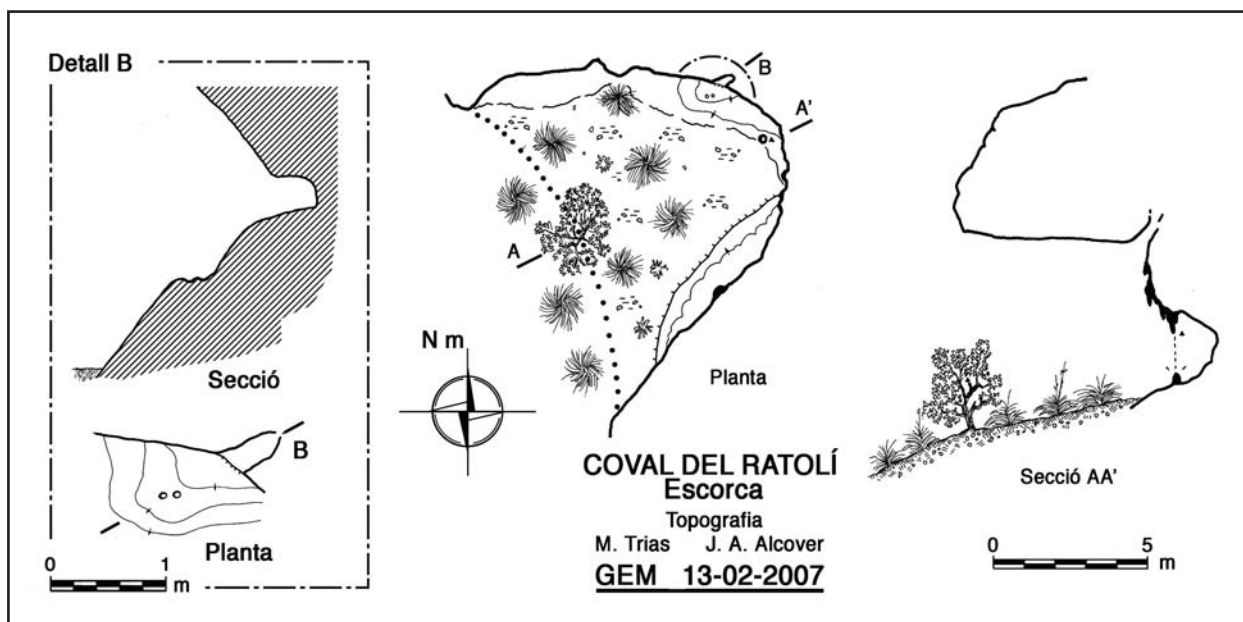 Detall B
Secció
B
Planta
0 1
m
B
A'
A
N m
Planta
COVAL DEL RATOLÍ
Escorca
Topografia
M. Trias J. A. Alcover
GEM 13-02-2007
Secció AA'
0 5
m